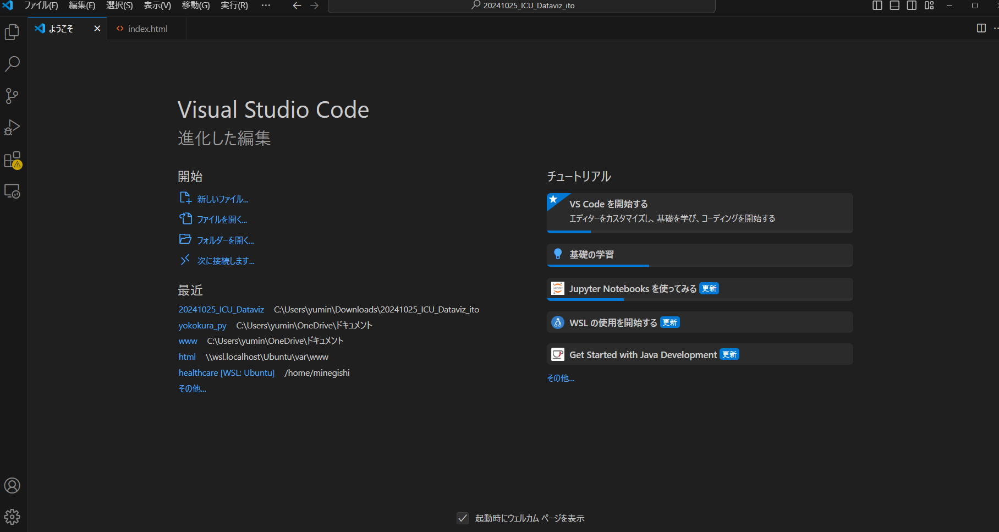 ファイル(F) 編集(E) 選択(S) 表示(V) 移動(G) 実行(R) … 20241025_ICU_Dataviz_ito
ようこそ index.html
Visual Studio Code
進化した編集
開始
新しいファイル...
ファイルを開く...
フォルダーを開く...
次に接続します...
最近
20241025_ICU_Dataviz C:\Users\yumin\Downloads\20241025_ICU_Dataviz_ito
yokokura_py C:\Users\yumin\OneDrive\ドキュメント
www C:\Users\yumin\OneDrive\ドキュメント
html \\wsl.localhost\Ubuntu\var\www
healthcare [WSL: Ubuntu] /home/minegishi
その他...
チュートリアル
VS Code を開始する
エディターをカスタマイズし、基礎を学び、コーディングを開始する
基礎の学習
Jupyter Notebooks を使ってみる 更新
WSL の使用を開始する 更新
Get Started with Java Development 更新
その他...
起動時にウェルカム ページを表示